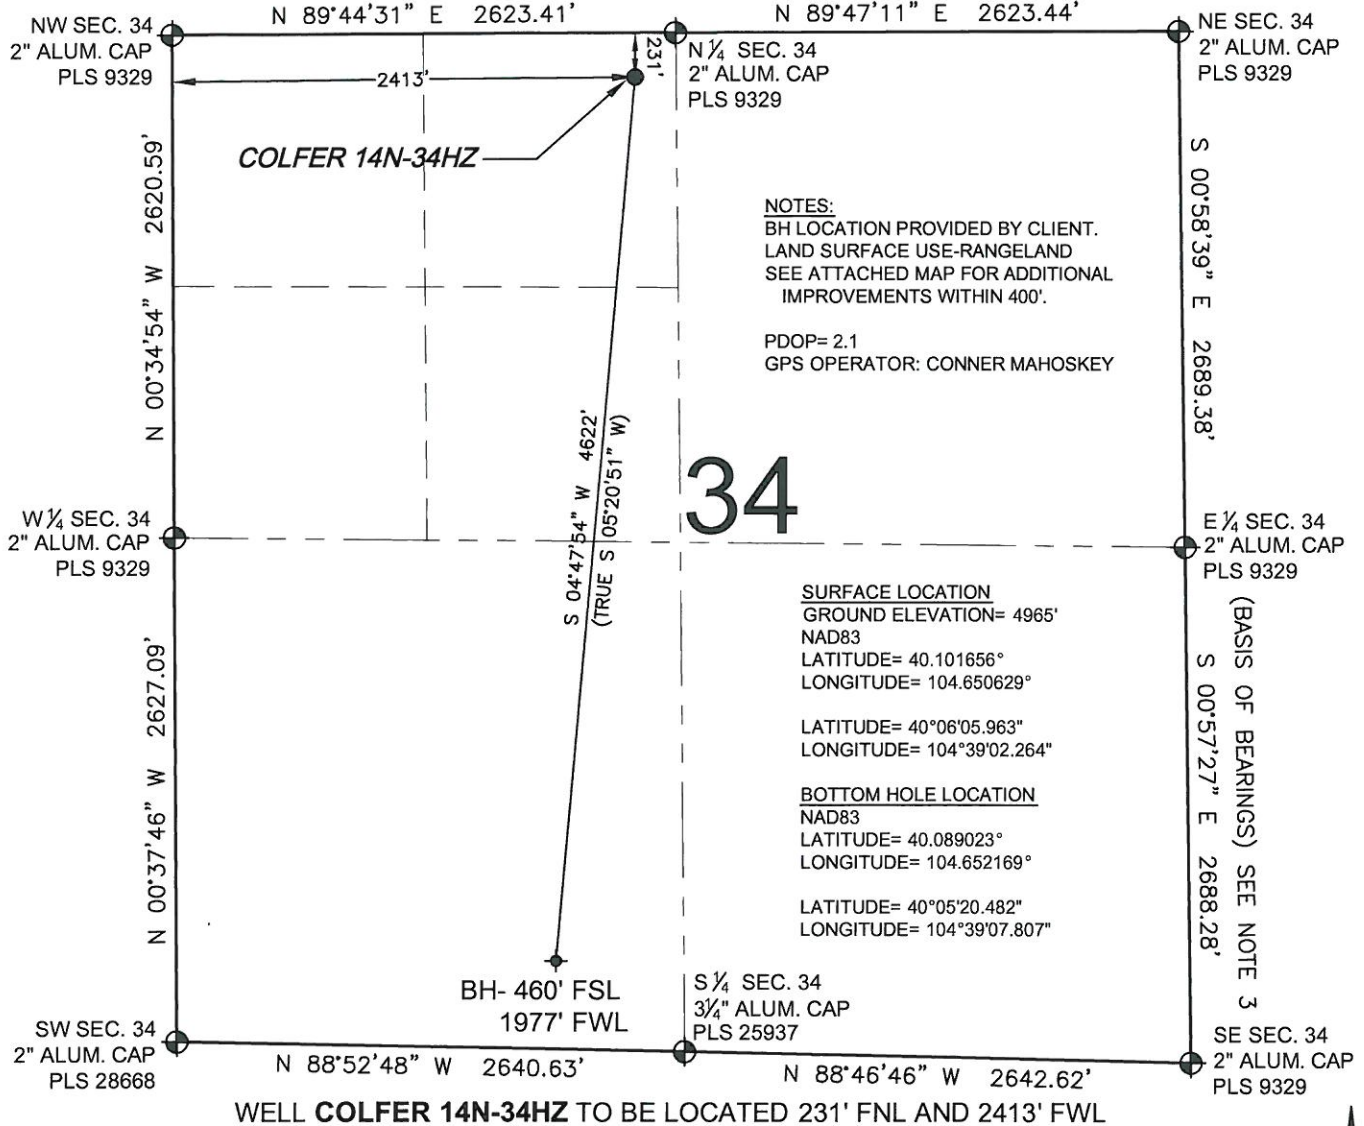 N 89°44'31" E 2623.41'
N 89°47'11" E 2623.44'
NW SEC. 34
2" ALUM. CAP
PLS 9329
N ¼ SEC. 34
2" ALUM. CAP
PLS 9329
NE SEC. 34
2" ALUM. CAP
PLS 9329
231'
2413'
COLFER 14N-34HZ
N 00°34'54" W 2620.59'
S 00°58'39" E 2689.38'
NOTES:
BH LOCATION PROVIDED BY CLIENT.
LAND SURFACE USE-RANGELAND
SEE ATTACHED MAP FOR ADDITIONAL
IMPROVEMENTS WITHIN 400'.
PDOP= 2.1
GPS OPERATOR: CONNER MAHOSKEY
S 04°47'54" W 4622'
(TRUE S 05°20'51" W)
34
W ¼ SEC. 34
2" ALUM. CAP
PLS 9329
E ¼ SEC. 34
2" ALUM. CAP
PLS 9329
SURFACE LOCATION
GROUND ELEVATION= 4965'
NAD83
LATITUDE= 40.101656°
LONGITUDE= 104.650629°
LATITUDE= 40°06'05.963"
LONGITUDE= 104°39'02.264"
BOTTOM HOLE LOCATION
NAD83
LATITUDE= 40.089023°
LONGITUDE= 104.652169°
LATITUDE= 40°05'20.482"
LONGITUDE= 104°39'07.807"
N 00°37'46" W 2627.09'
S 00°57'27" E 2688.28'
(BASIS OF BEARINGS) SEE NOTE 3
BH- 460' FSL
1977' FWL
SW SEC. 34
2" ALUM. CAP
PLS 28668
S ¼ SEC. 34
3¼" ALUM. CAP
PLS 25937
SE SEC. 34
2" ALUM. CAP
PLS 9329
N 88°52'48" W 2640.63'
N 88°46'46" W 2642.62'
WELL COLFER 14N-34HZ TO BE LOCATED 231' FNL AND 2413' FWL